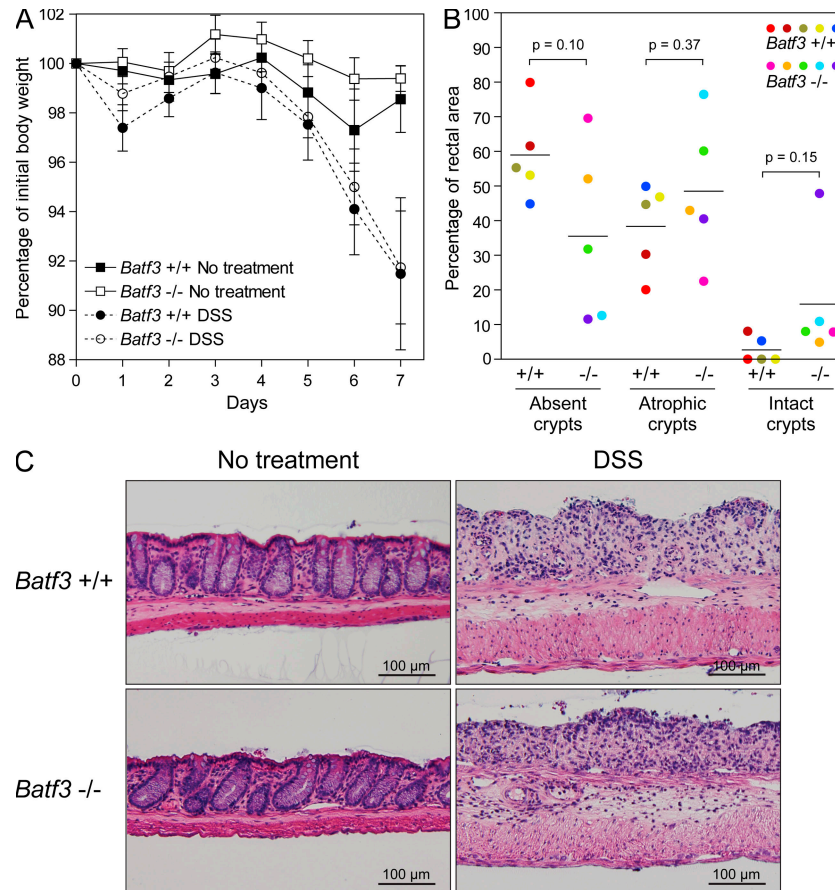 A
Percentage of initial body weight
102
100
98
96
94
92
90
88
Batf3 +/+ No treatment
Batf3 -/- No treatment
Batf3 +/+ DSS
Batf3 -/- DSS
0 1 2 3 4 5 6 7
Days
B
Percentage of rectal area
100
90
80
70
60
50
40
30
20
10
0
Batf3 +/+
Batf3 -/-
p = 0.10
p = 0.37
p = 0.15
+/+ -/- +/+ -/- +/+ -/-
Absent crypts
Atrophic crypts
Intact crypts
C
No treatment
DSS
Batf3 +/+
100 µm
100 µm
Batf3 -/-
100 µm
100 µm